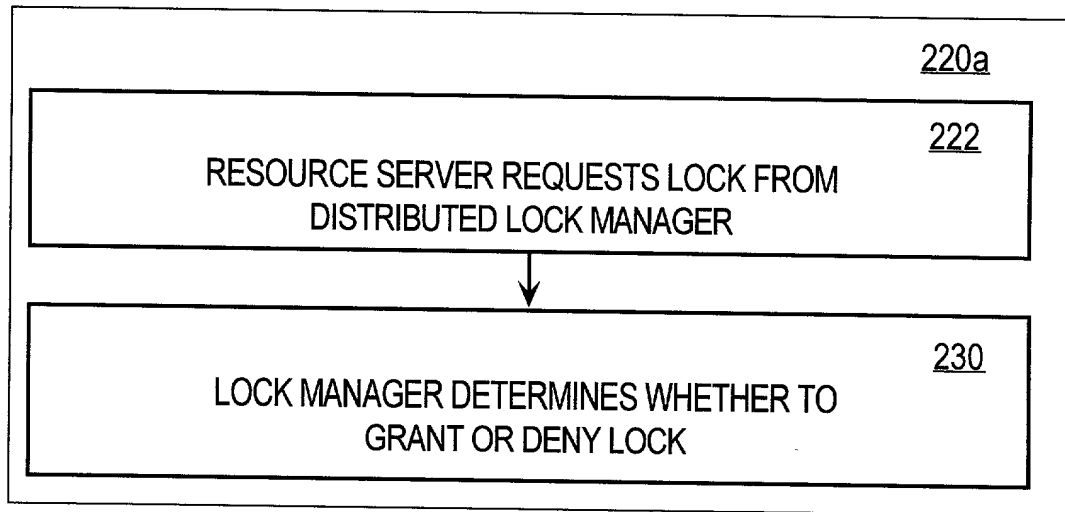 220a
222
RESOURCE SERVER REQUESTS LOCK FROM
DISTRIBUTED LOCK MANAGER
230
LOCK MANAGER DETERMINES WHETHER TO
GRANT OR DENY LOCK